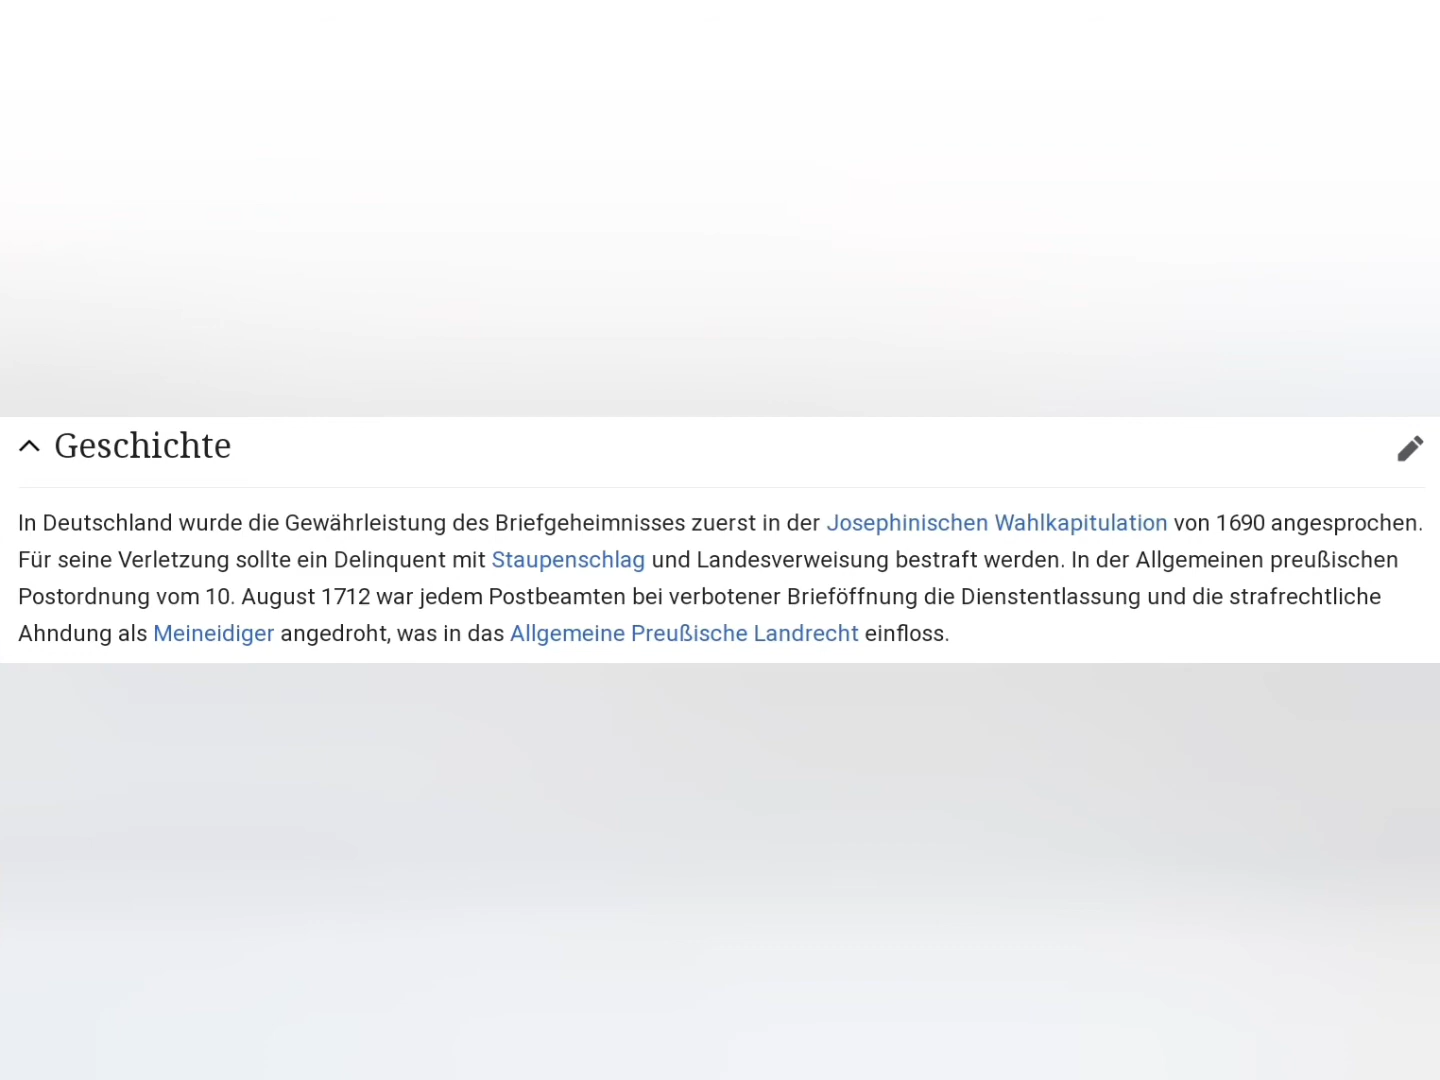 Geschichte
In Deutschland wurde die Gewährleistung des Briefgeheimnisses zuerst in der Josephinischen Wahlkapitulation von 1690 angesprochen.
Für seine Verletzung sollte ein Delinquent mit Staupenschlag und Landesverweisung bestraft werden. In der Allgemeinen preußischen
Postordnung vom 10. August 1712 war jedem Postbeamten bei verbotener Brieföffnung die Dienstentlassung und die strafrechtliche
Ahndung als Meineidiger angedroht, was in das Allgemeine Preußische Landrecht einfloss.